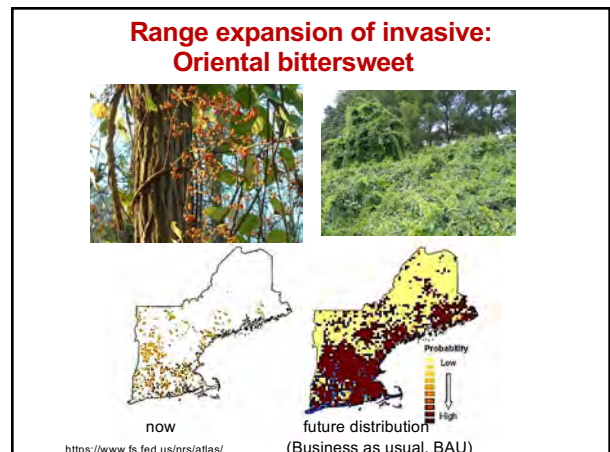 Range expansion of invasive:
Oriental bittersweet
Probability
Low
High
now
future distribution
(Business as usual, BAU)
https://www.fs.fed.us/nrs/atlas/